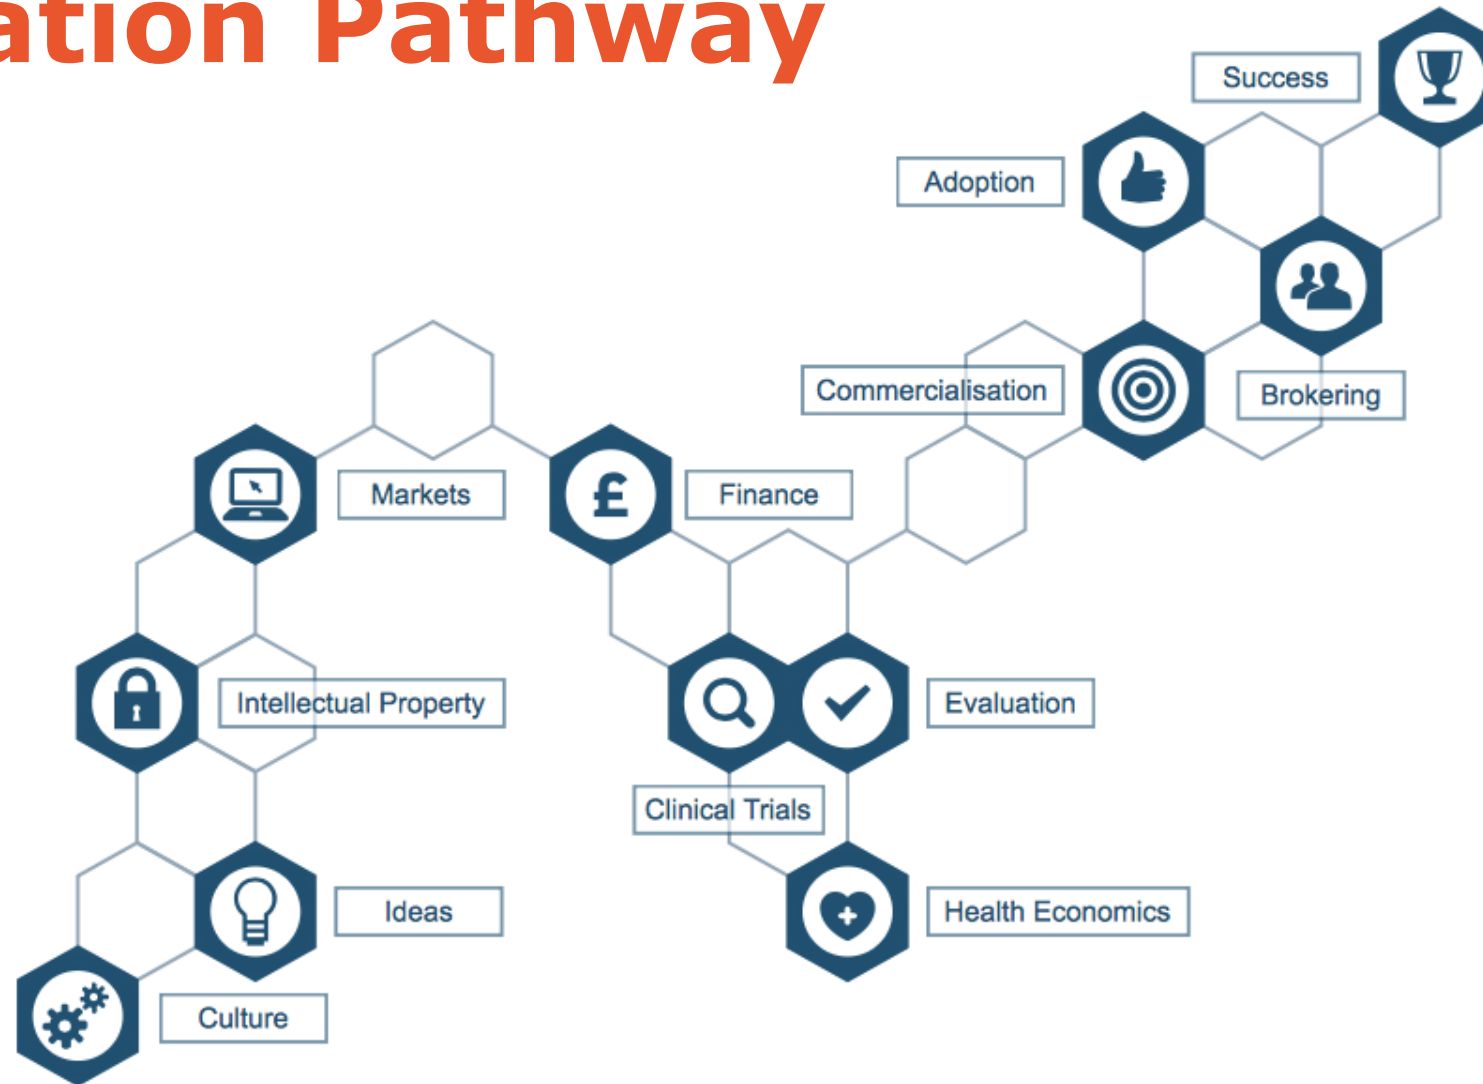 ation Pathway
Success
Adoption
Commercialisation
Brokering
Markets
£
Finance
Intellectual Property
Evaluation
Clinical Trials
Ideas
Health Economics
Culture